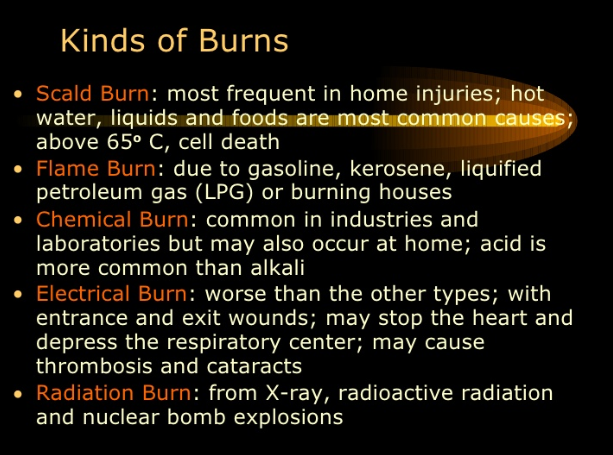 Kinds of Burns
• Scald Burn: most frequent in home injuries; hot
water, liquids and foods are most common causes;
above 65º C, cell death
• Flame Burn: due to gasoline, kerosene, liquified
petroleum gas (LPG) or burning houses
• Chemical Burn: common in industries and
laboratories but may also occur at home; acid is
more common than alkali
• Electrical Burn: worse than the other types; with
entrance and exit wounds; may stop the heart and
depress the respiratory center; may cause
thrombosis and cataracts
• Radiation Burn: from X-ray, radioactive radiation
and nuclear bomb explosions